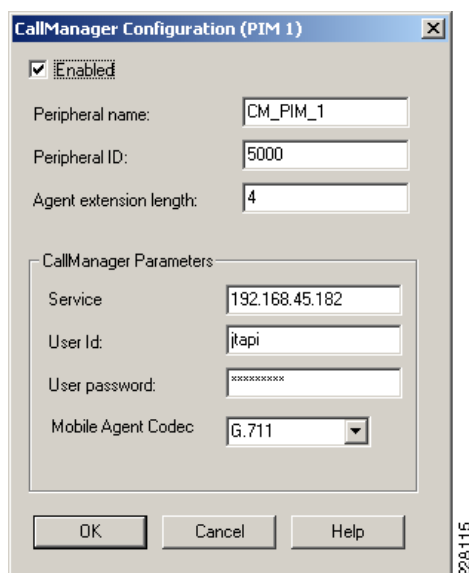 CallManager Configuration (PIM 1)
Enabled
Peripheral name: CM_PIM_1
Peripheral ID: 5000
Agent extension length: 4
CallManager Parameters
Service 192.168.45.182
User Id: jtapi
User password: *********
Mobile Agent Codec G.711
OK Cancel Help
228115